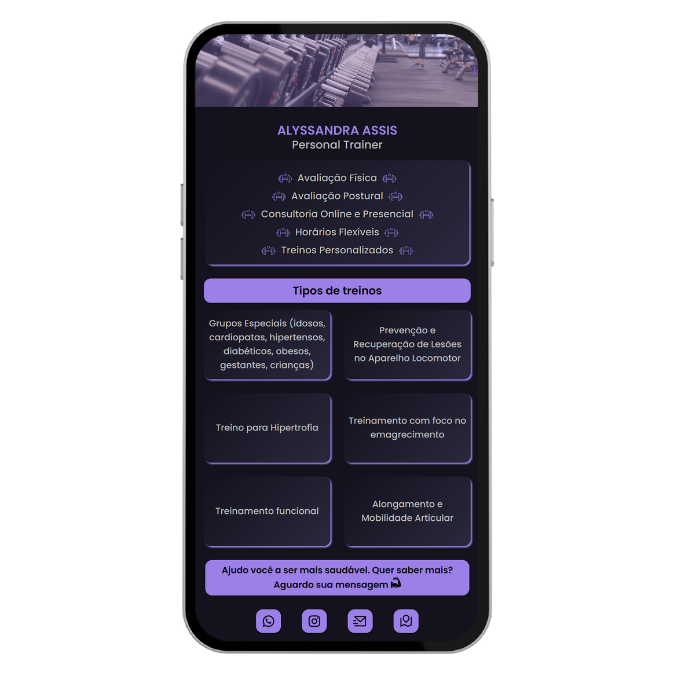 ALYSSANDRA ASSIS
Personal Trainer
Avaliação Física
Avaliação Postural
Consultoria Online e Presencial
Horários Flexíveis
Treinos Personalizados
Tipos de treinos
Grupos Especiais (idosos,
cardiopatas, hipertensos,
diabéticos, obesos,
gestantes, crianças)
Prevenção e
Recuperação de Lesões
no Aparelho Locomotor
Treino para Hipertrofia
Treinamento com foco no
emagrecimento
Treinamento funcional
Alongamento e
Mobilidade Articular
Ajudo você a ser mais saudável. Quer saber mais?
Aguardo sua mensagem